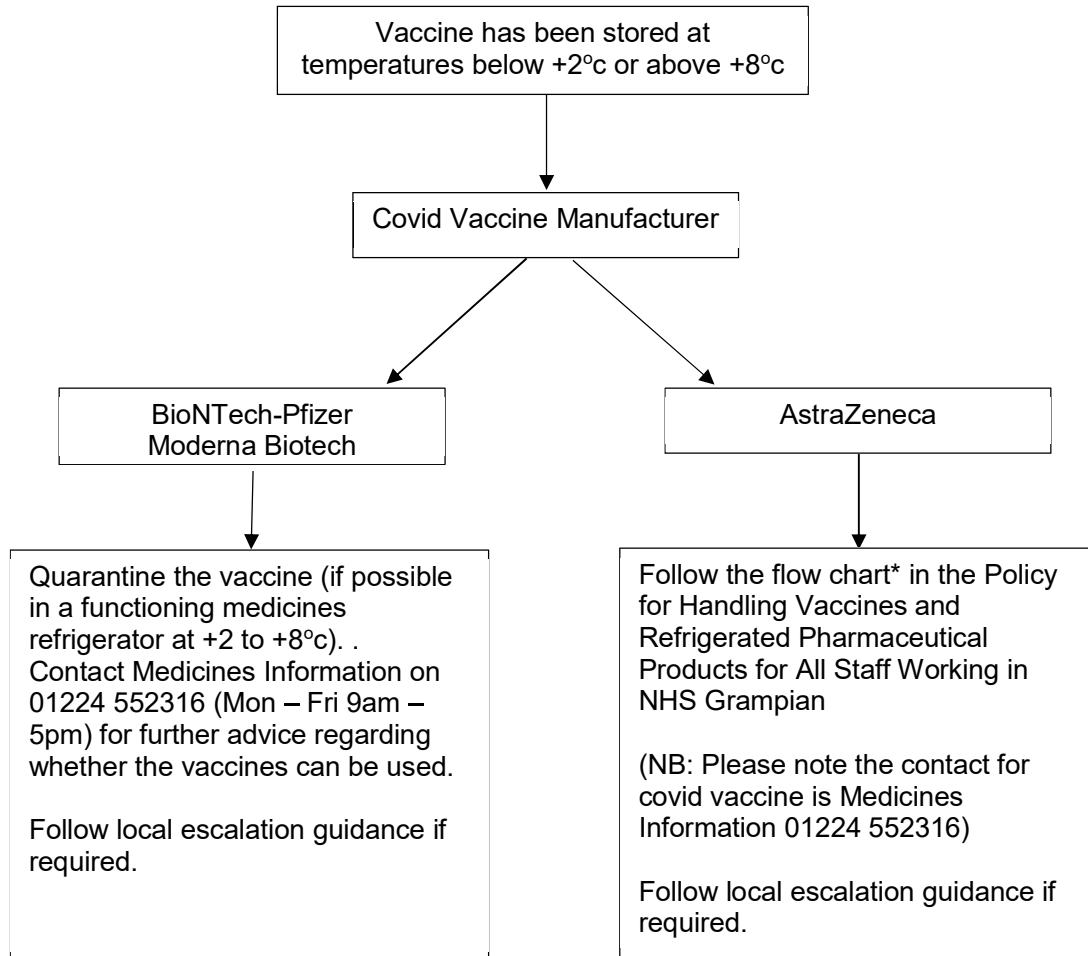 Vaccine has been stored at
temperatures below +2ºc or above +8ºc
Covid Vaccine Manufacturer
BioNTech-Pfizer
Moderna Biotech
AstraZeneca
Quarantine the vaccine (if possible
in a functioning medicines
refrigerator at +2 to +8ºc). .
Contact Medicines Information on
01224 552316 (Mon – Fri 9am –
5pm) for further advice regarding
whether the vaccines can be used.
Follow local escalation guidance if
required.
Follow the flow chart* in the Policy
for Handling Vaccines and
Refrigerated Pharmaceutical
Products for All Staff Working in
NHS Grampian
(NB: Please note the contact for
covid vaccine is Medicines
Information 01224 552316)
Follow local escalation guidance if
required.